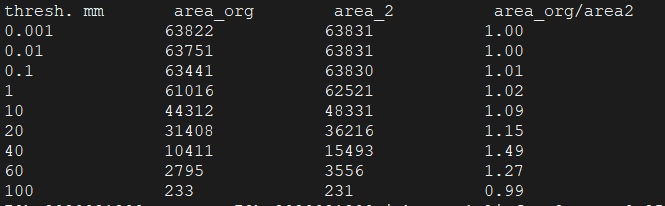 thresh. mm area_org area_2 area_org/area2
0.001 63822 63831 1.00
0.01 63751 63831 1.00
0.1 63441 63830 1.01
1 61016 62521 1.02
10 44312 48331 1.09
20 31408 36216 1.15
40 10411 15493 1.49
60 2795 3556 1.27
100 233 231 0.99